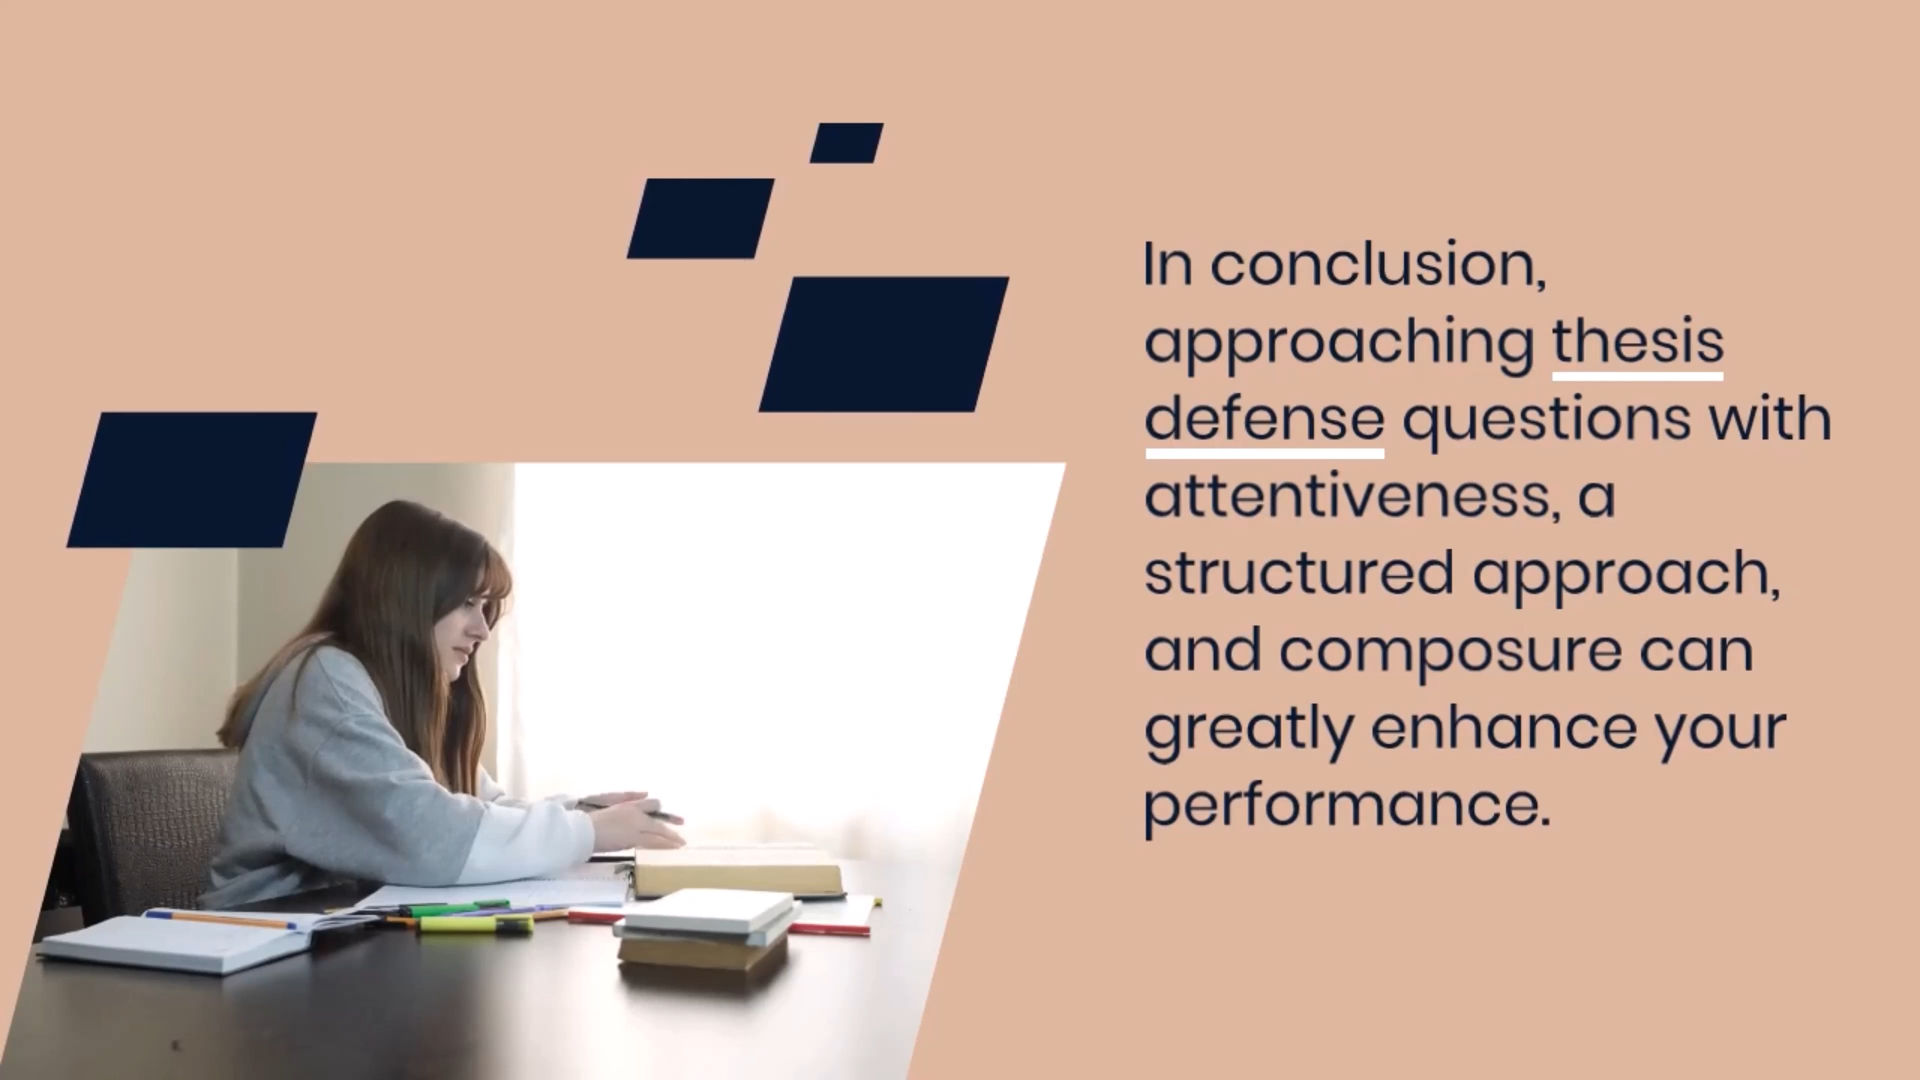 In conclusion,
approaching thesis
defense questions with
attentiveness, a
structured approach,
and composure can
greatly enhance your
performance.